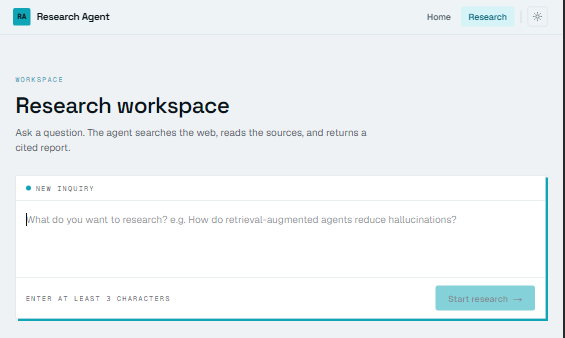 RA Research Agent Home Research
WORKSPACE
Research workspace
Ask a question. The agent searches the web, reads the sources, and returns a
cited report.
NEW INQUIRY
What do you want to research? e.g. How do retrieval-augmented agents reduce hallucinations?
ENTER AT LEAST 3 CHARACTERS Start research →